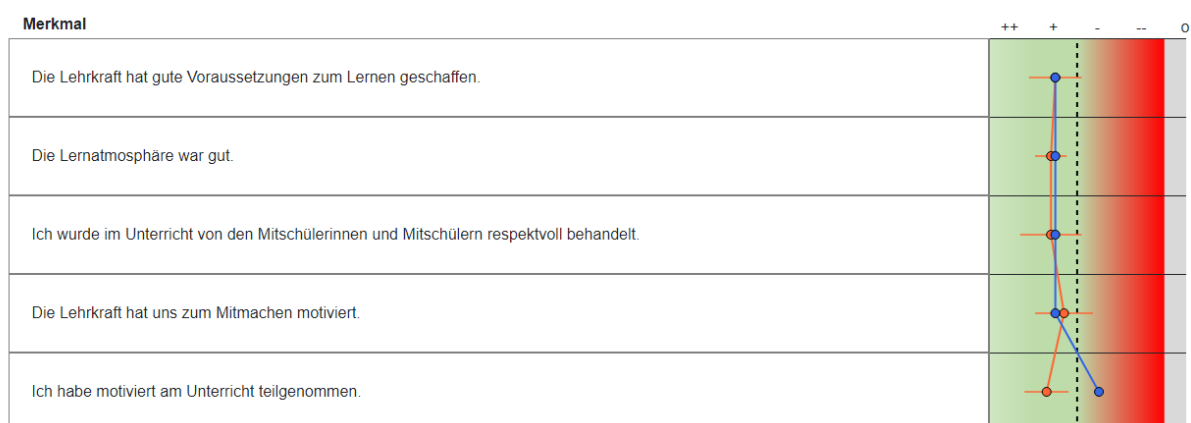 Merkmal ++ + - -- o
Die Lehrkraft hat gute Voraussetzungen zum Lernen geschaffen.
Die Lernatmosphäre war gut.
Ich wurde im Unterricht von den Mitschülerinnen und Mitschülern respektvoll behandelt.
Die Lehrkraft hat uns zum Mitmachen motiviert.
Ich habe motiviert am Unterricht teilgenommen.